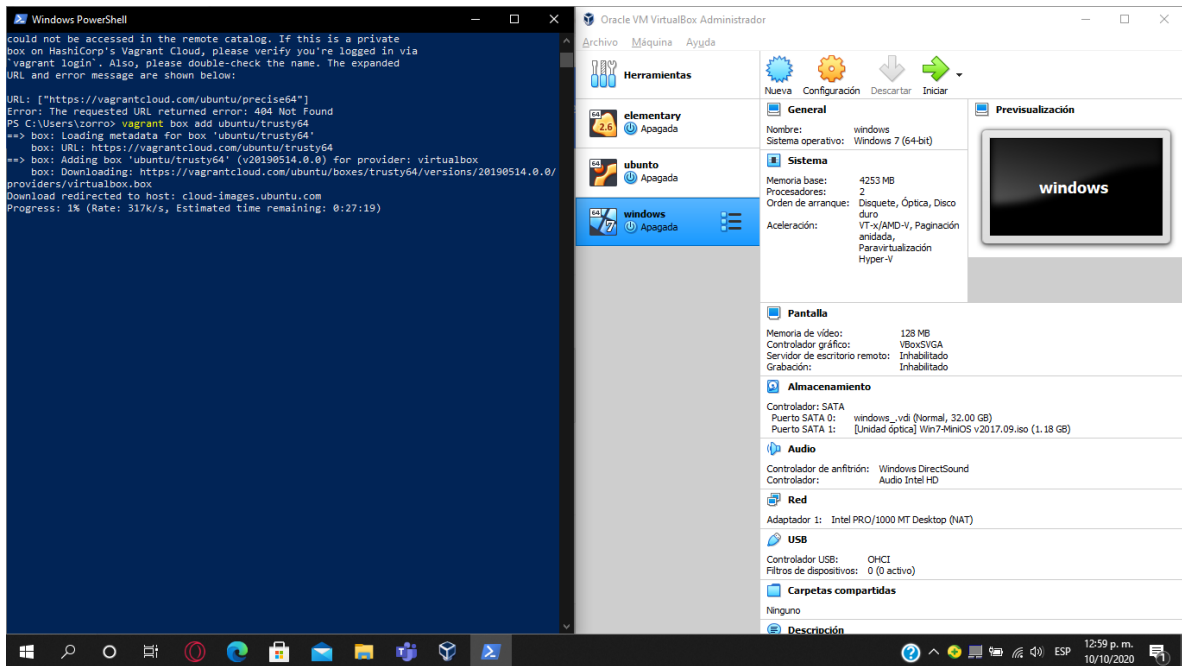 Windows PowerShell
could not be accessed in the remote catalog. If this is a private
box on HashiCorp's Vagrant Cloud, please verify you're logged in via
`vagrant login`. Also, please double-check the name. The expanded
URL and error message are shown below:
URL: ["https://vagrantcloud.com/ubuntu/precise64"]
Error: The requested URL returned error: 404 Not Found
PS C:\Users\zorro> vagrant box add ubuntu/trusty64
==> box: Loading metadata for box 'ubuntu/trusty64'
box: URL: https://vagrantcloud.com/ubuntu/trusty64
==> box: Adding box 'ubuntu/trusty64' (v20190514.0.0) for provider: virtualbox
box: Downloading: https://vagrantcloud.com/ubuntu/boxes/trusty64/versions/20190514.0.0/
providers/virtualbox.box
Download redirected to host: cloud-images.ubuntu.com
Progress: 1% (Rate: 317k/s, Estimated time remaining: 0:27:19)
Oracle VM VirtualBox Administrador
Archivo Máquina Ayuda
Herramientas
64 2.6 elementary
Apagada
64 ubunto
Apagada
64 7 windows
Apagada
Nueva Configuración Descartar Iniciar
General
Nombre: windows
Sistema operativo: Windows 7 (64-bit)
Previsualización
windows
Sistema
Memoria base: 4253 MB
Procesadores: 2
Orden de arranque: Disquete, Óptica, Disco
duro
Aceleración: VT-x/AMD-V, Paginación
anidada,
Paravirtualización
Hyper-V
Pantalla
Memoria de vídeo: 128 MB
Controlador gráfico: VBoxSVGA
Servidor de escritorio remoto: Inhabilitado
Grabación: Inhabilitado
Almacenamiento
Controlador: SATA
Puerto SATA 0: windows_.vdi (Normal, 32.00 GB)
Puerto SATA 1: [Unidad óptica] Win7-MiniOS v2017.09.iso (1.18 GB)
Audio
Controlador de anfitrión: Windows DirectSound
Controlador: Audio Intel HD
Red
Adaptador 1: Intel PRO/1000 MT Desktop (NAT)
USB
Controlador USB: OHCI
Filtros de dispositivos: 0 (0 activo)
Carpetas compartidas
Ninguno
Descripción
ESP
12:59 p. m.
10/10/2020
1